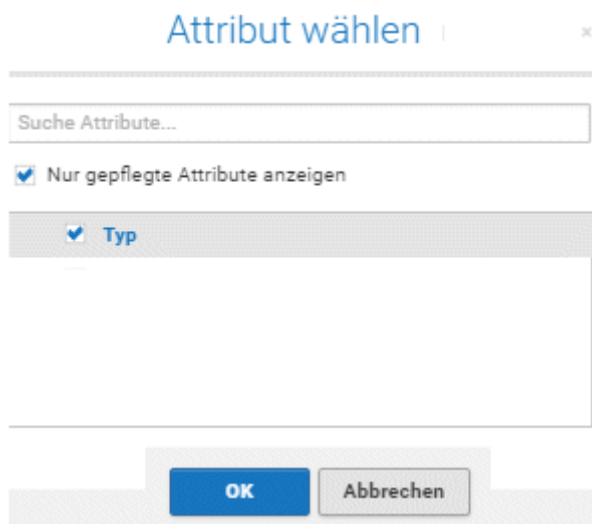 Attribut wählen
Suche Attribute...
Nur gepflegte Attribute anzeigen
Typ
OK Abbrechen